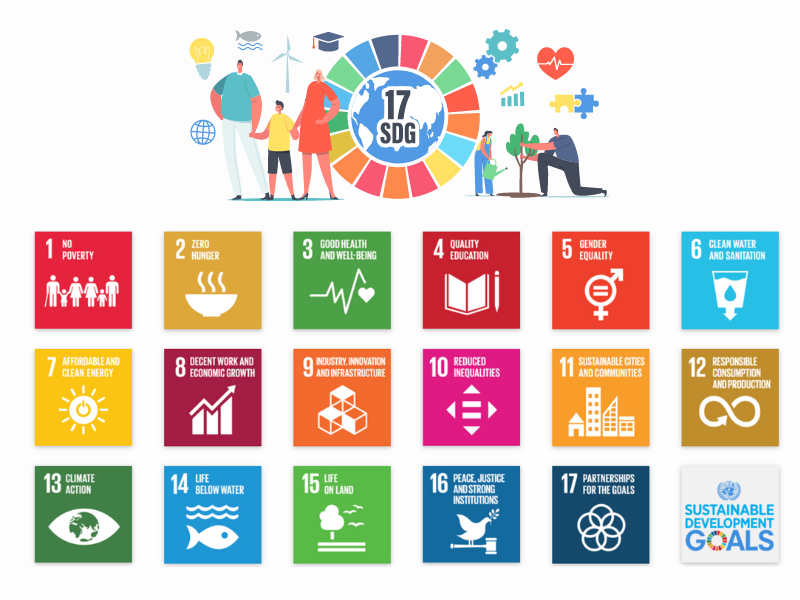 17
SDG
1 NO
POVERTY
2 ZERO
HUNGER
3 GOOD HEALTH
AND WELL-BEING
4 QUALITY
EDUCATION
5 GENDER
EQUALITY
6 CLEAN WATER
AND SANITATION
7 AFFORDABLE AND
CLEAN ENERGY
8 DECENT WORK AND
ECONOMIC GROWTH
9 INDUSTRY, INNOVATION
AND INFRASTRUCTURE
10 REDUCED
INEQUALITIES
11 SUSTAINABLE CITIES
AND COMMUNITIES
12 RESPONSIBLE
CONSUMPTION
AND PRODUCTION
13 CLIMATE
ACTION
14 LIFE
BELOW WATER
15 LIFE
ON LAND
16 PEACE, JUSTICE
AND STRONG
INSTITUTIONS
17 PARTNERSHIPS
FOR THE GOALS
SUSTAINABLE
DEVELOPMENT
GOALS